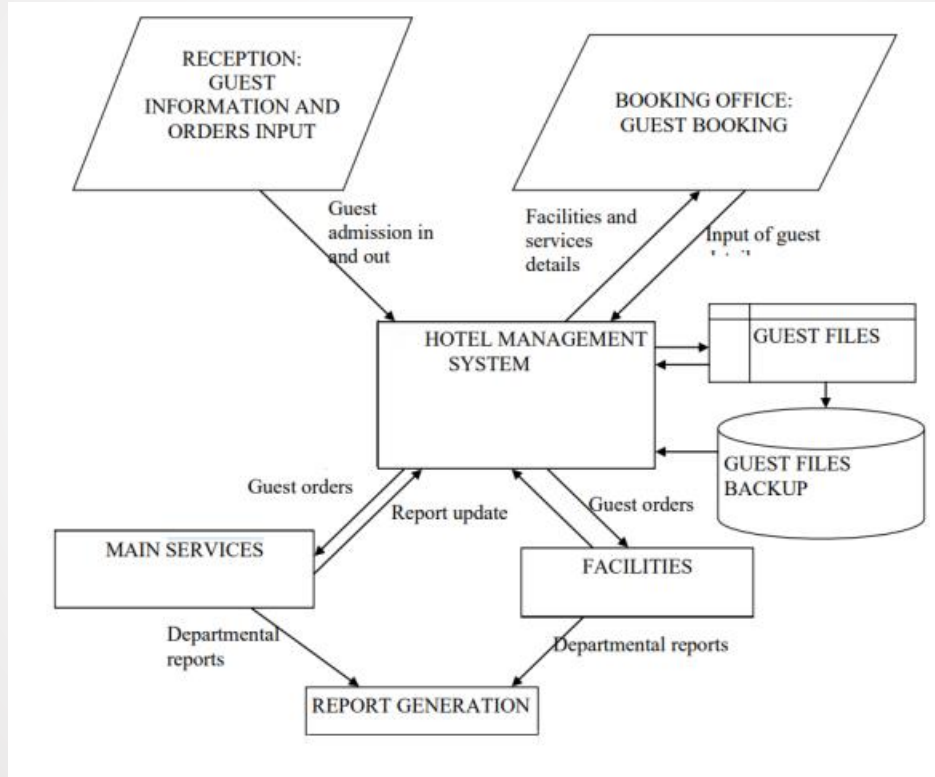 RECEPTION:
GUEST
INFORMATION AND
ORDERS INPUT
BOOKING OFFICE:
GUEST BOOKING
Guest
admission in
and out
Facilities and
services
details
Input of guest
HOTEL MANAGEMENT
SYSTEM
GUEST FILES
GUEST FILES
BACKUP
Guest orders
Report update
Guest orders
MAIN SERVICES
FACILITIES
Departmental
reports
Departmental reports
REPORT GENERATION